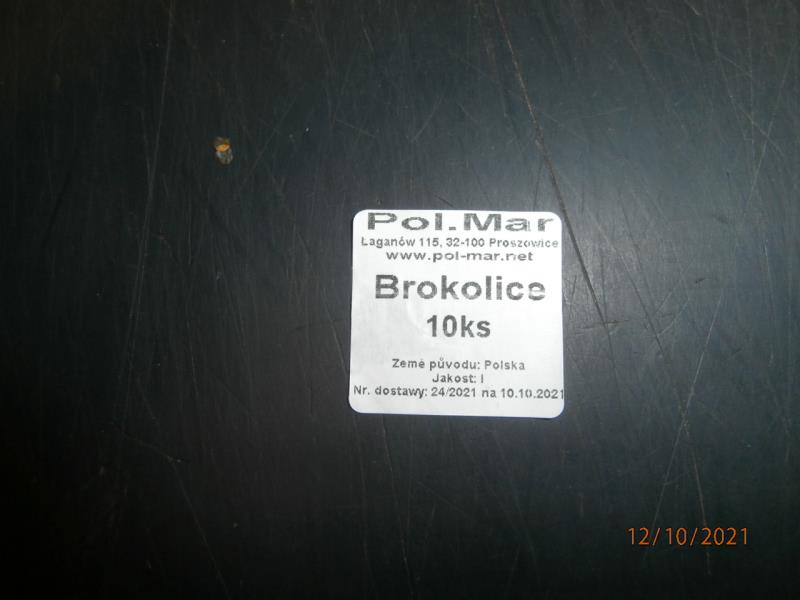 Pol.Mar
Łaganów 115, 32-100 Proszowice
www.pol-mar.net
Brokolice
10ks
Země původu: Polska
Jakost: I
Nr. dostawy: 24/2021 na 10.10.2021
12/10/2021